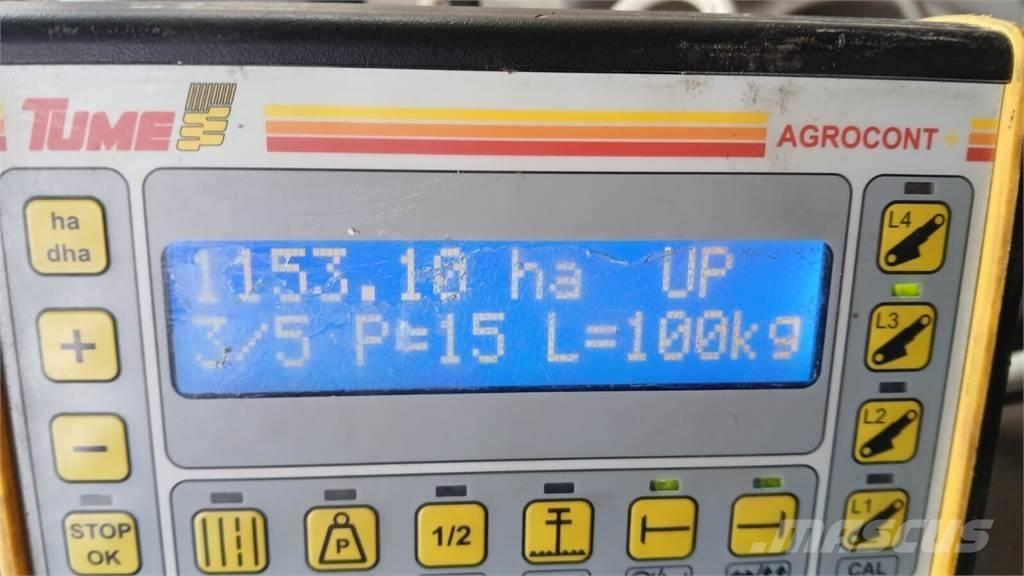 TUME
AGROCONT +
ha
dha
1153.10 ha UP
3/5 P=15 L=100kg
+
-
STOP
OK
P
1/2
L4
L3
L2
L1
CAL
MASCUS